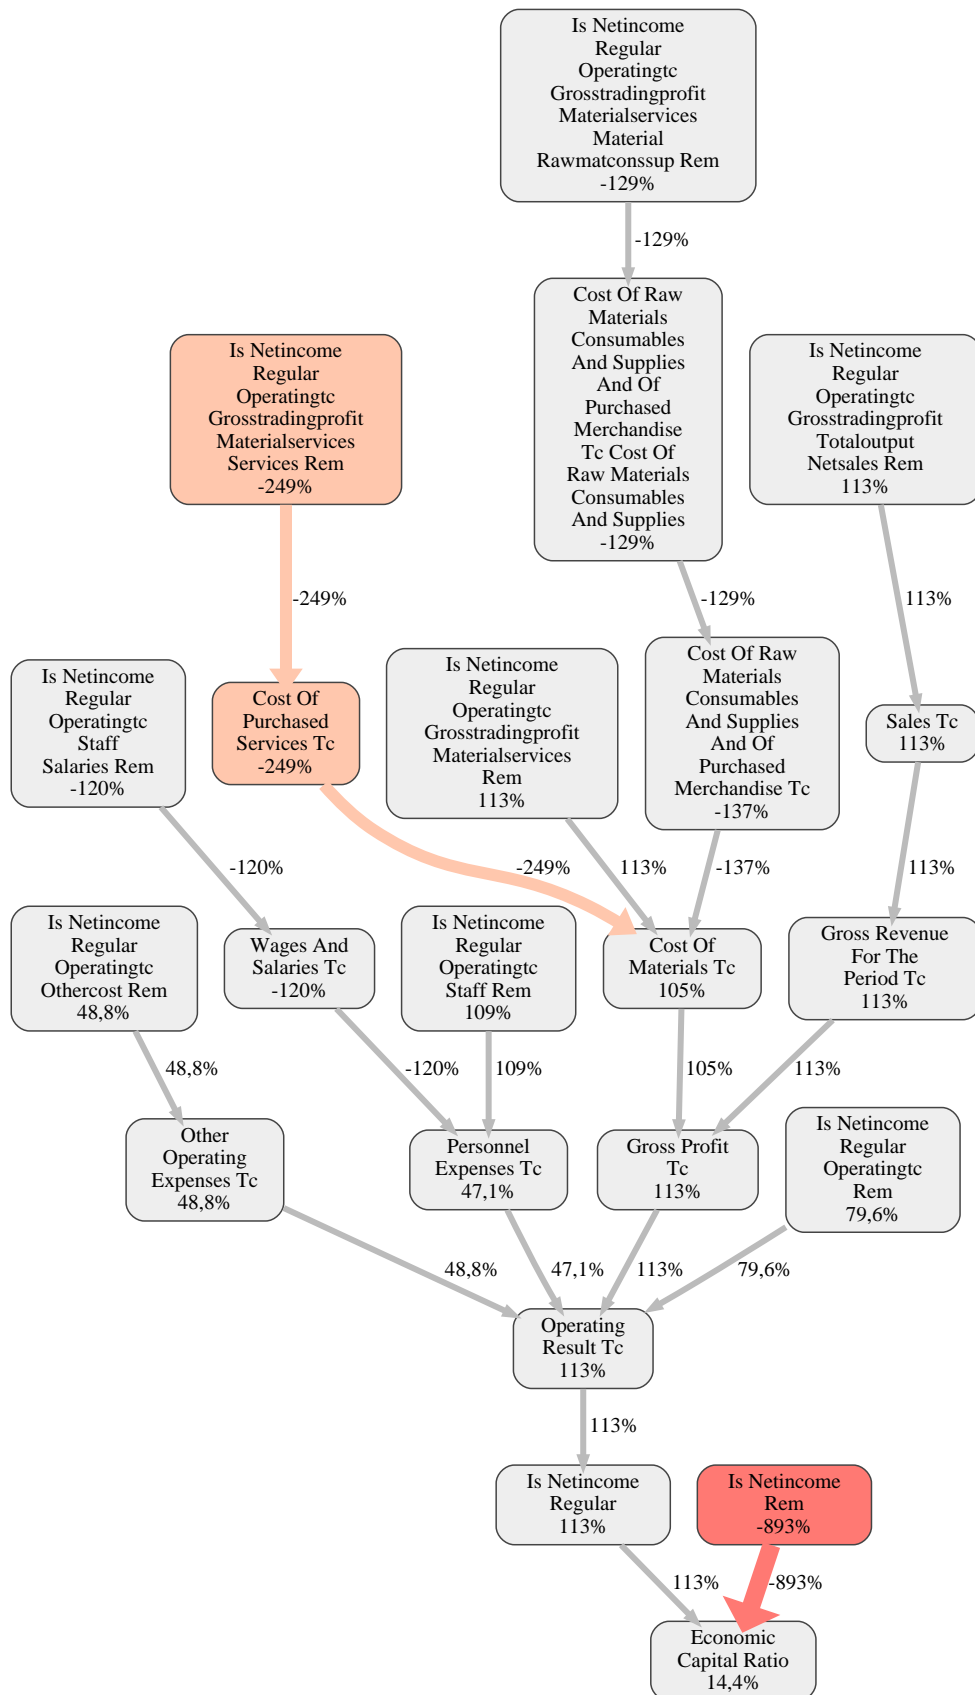 Is Netincome
Regular
Operatingtc
Grosstradingprofit
Materialservices
Material
Rawmatconssup Rem
-129%
-129%
Cost Of Raw
Materials
Consumables
And Supplies
And Of
Purchased
Merchandise
Tc Cost Of
Raw Materials
Consumables
And Supplies
-129%
Is Netincome
Regular
Operatingtc
Grosstradingprofit
Materialservices
Services Rem
-249%
Is Netincome
Regular
Operatingtc
Grosstradingprofit
Totaloutput
Netsales Rem
113%
-249%
-129%
113%
Is Netincome
Regular
Operatingtc
Staff
Salaries Rem
-120%
Cost Of
Purchased
Services Tc
-249%
Is Netincome
Regular
Operatingtc
Grosstradingprofit
Materialservices
Rem
113%
Cost Of Raw
Materials
Consumables
And Supplies
And Of
Purchased
Merchandise Tc
-137%
Sales Tc
113%
-120%
-249%
113%
-137%
113%
Is Netincome
Regular
Operatingtc
Othercost Rem
48,8%
Wages And
Salaries Tc
-120%
Is Netincome
Regular
Operatingtc
Staff Rem
109%
Cost Of
Materials Tc
105%
Gross Revenue
For The
Period Tc
113%
48,8%
-120%
109%
105%
113%
Other
Operating
Expenses Tc
48,8%
Personnel
Expenses Tc
47,1%
Gross Profit
Tc
113%
Is Netincome
Regular
Operatingtc
Rem
79,6%
48,8%
47,1%
113%
79,6%
Operating
Result Tc
113%
113%
Is Netincome
Regular
113%
Is Netincome
Rem
-893%
113%
-893%
Economic
Capital Ratio
14,4%